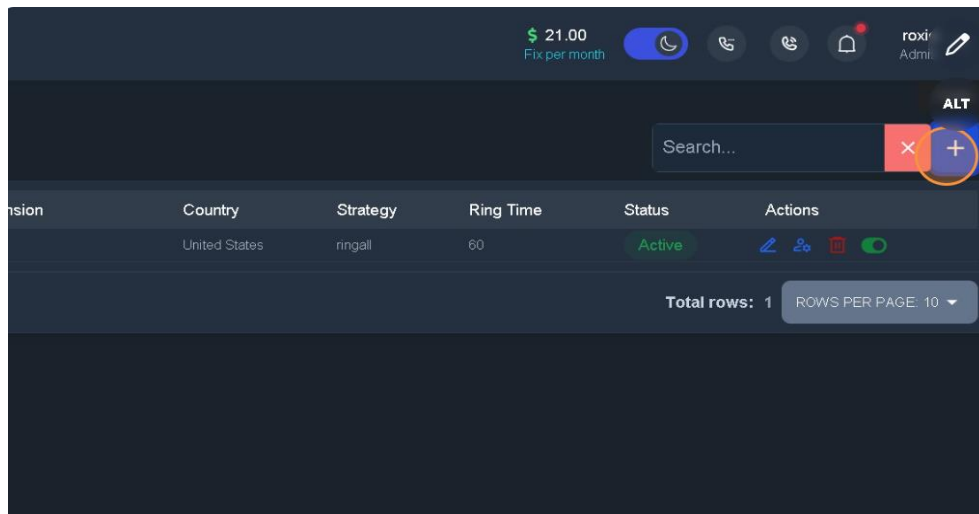 $ 21.00
Fix per month
ALT
Search...
Country Strategy Ring Time Status Actions
United States ringall 60 Active
Total rows: 1 ROWS PER PAGE: 10